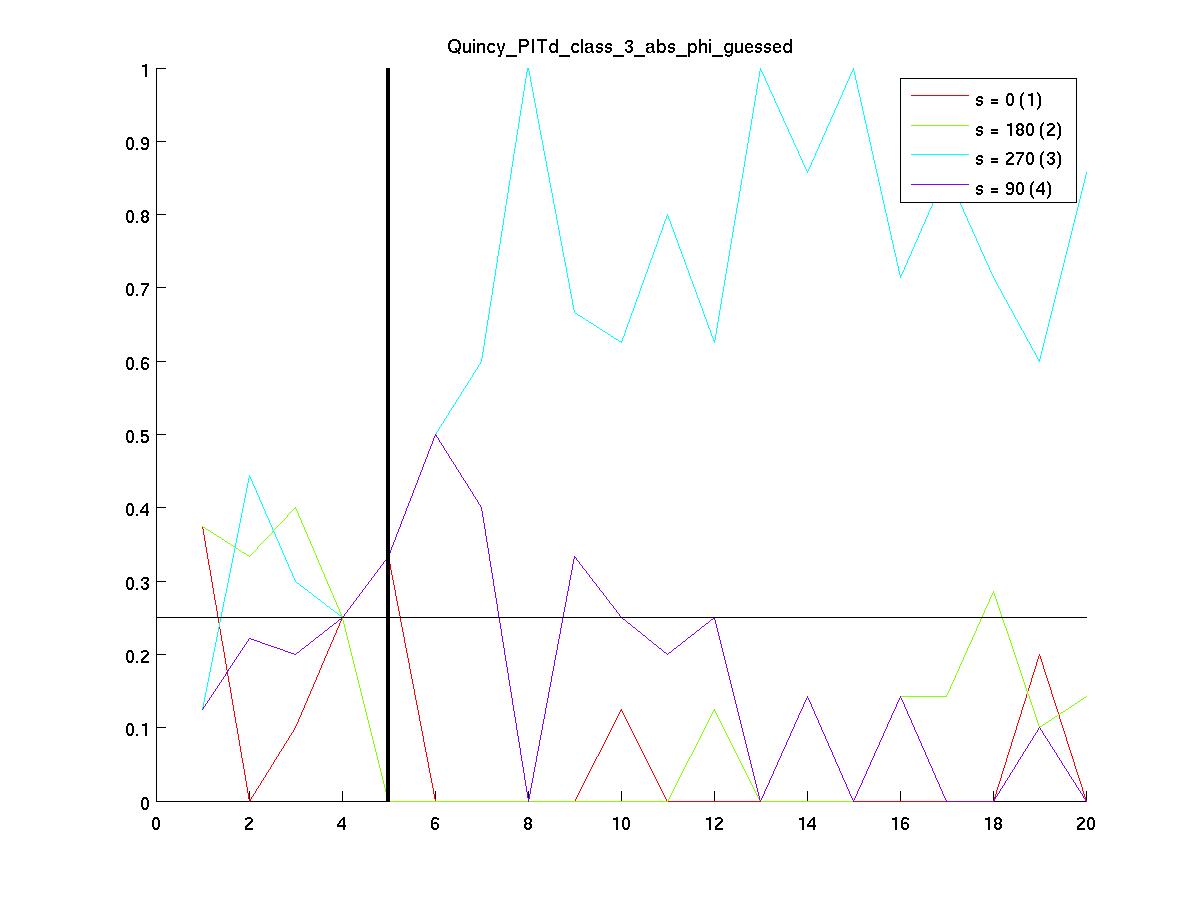 Quincy_PITd_class_3_abs_phi_guessed
1
0.9
0.8
0.7
0.6
0.5
0.4
0.3
0.2
0.1
0
0 2 4 6 8 10 12 14 16 18 20
s = 0 (1)
s = 180 (2)
s = 270 (3)
s = 90 (4)